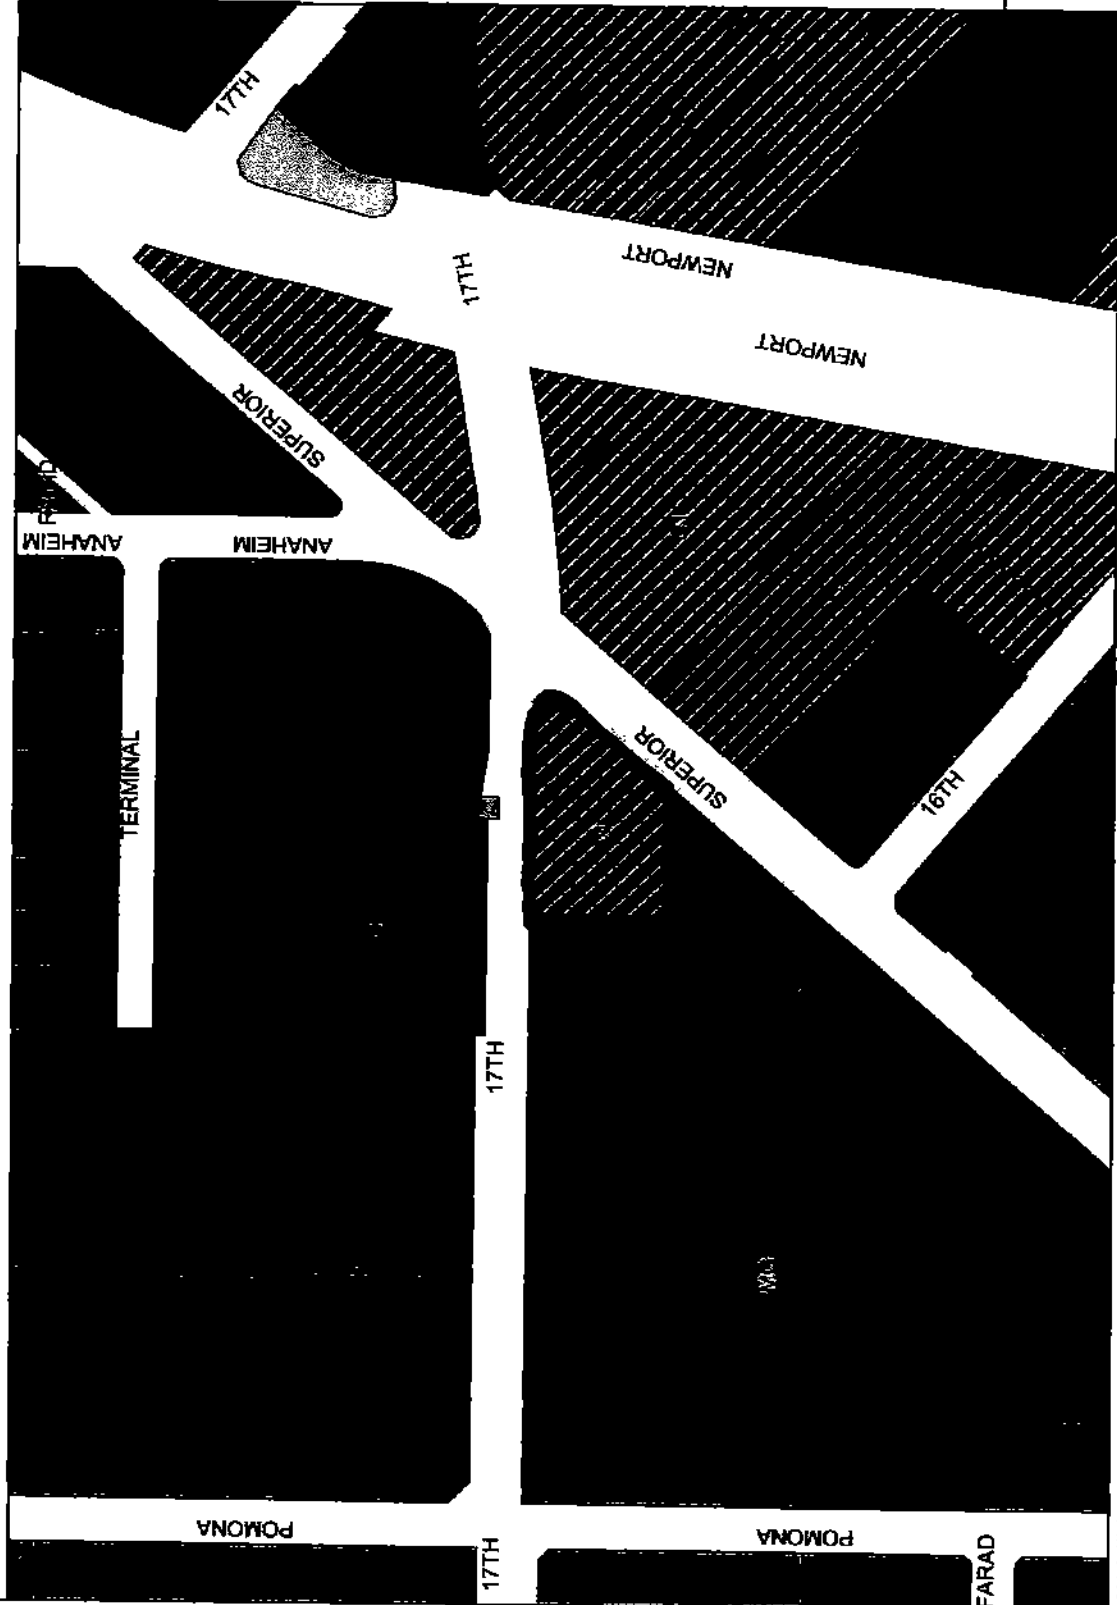 17TH
17TH
NEWPORT
NEWPORT
SUPERIOR
ANAHEIM
ANAHEIM
TERMINAL
SUPERIOR
16TH
17TH
POMONA
POMONA
17TH
FARAD